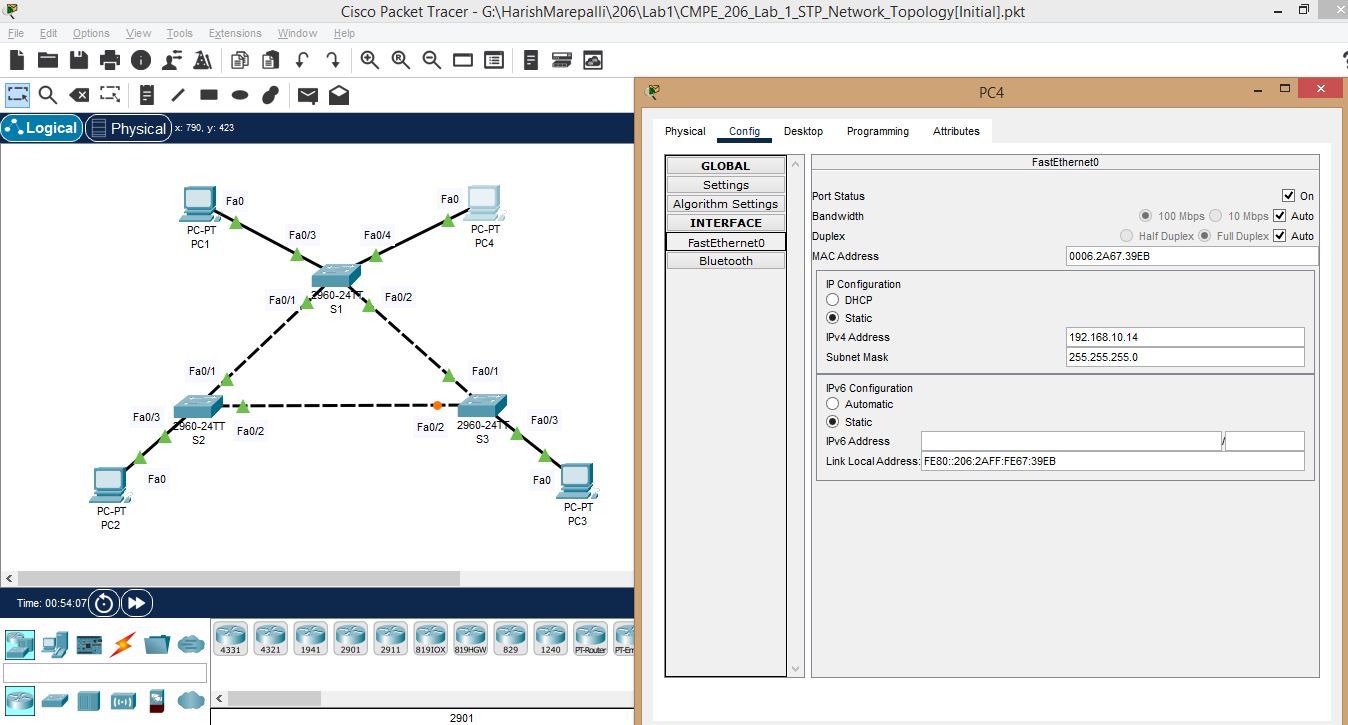 Cisco Packet Tracer - G:\HarishMarepalli\206\Lab1\CMPE_206_Lab_1_STP_Network_Topology[Initial].pkt
File Edit Options View Tools Extensions Window Help
Logical Physical x: 790, y: 423
Fa0
PC-PT
PC1
Fa0
PC-PT
PC4
Fa0/3
Fa0/4
2960-24TT
S1
Fa0/1
Fa0/2
Fa0/1
Fa0/1
Fa0/3
2960-24TT
S2
Fa0/2
Fa0/2
2960-24TT
S3
Fa0/3
Fa0
PC-PT
PC2
Fa0
PC-PT
PC3
Time: 00:54:07
4331 4321 1941 2901 2911 819IOX 819HGW 829 1240 PT-Router
2901
PC4
Physical Config Desktop Programming Attributes
GLOBAL
Settings
Algorithm Settings
INTERFACE
FastEthernet0
Bluetooth
FastEthernet0
Port Status On
Bandwidth 100 Mbps 10 Mbps Auto
Duplex Half Duplex Full Duplex Auto
MAC Address 0006.2A67.39EB
IP Configuration
DHCP
Static
IPv4 Address 192.168.10.14
Subnet Mask 255.255.255.0
IPv6 Configuration
Automatic
Static
IPv6 Address /
Link Local Address: FE80::206:2AFF:FE67:39EB